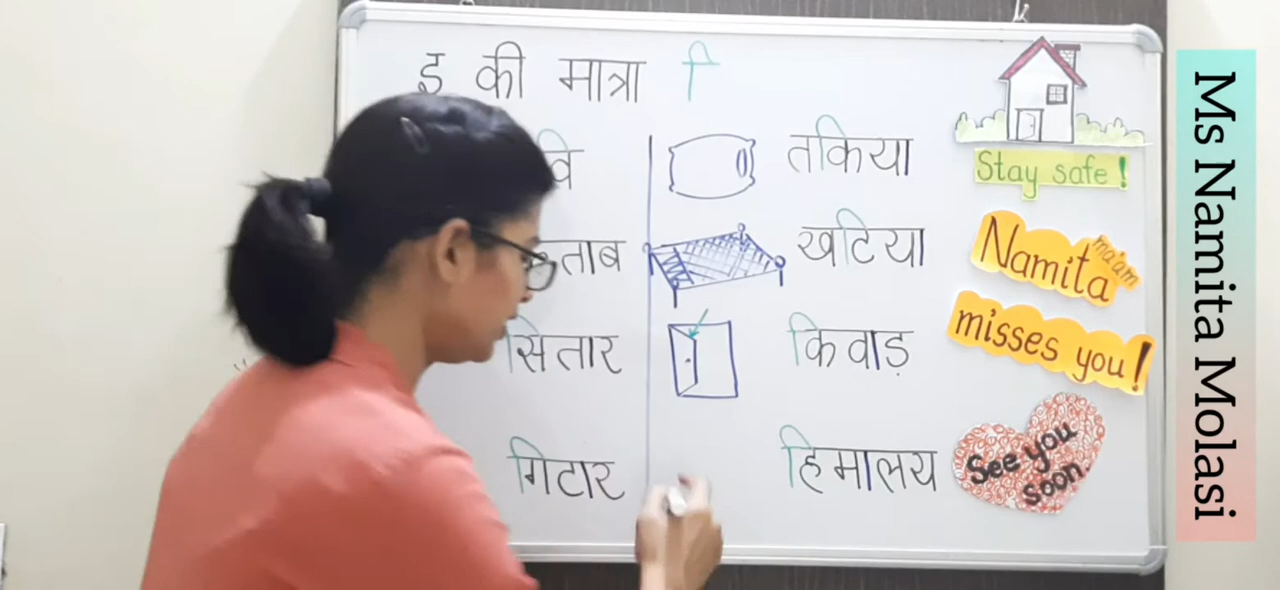 इ की मात्रा ि
तकिया
खटिया
सितार
किवाड़
गिटार
हिमालय
Stay safe!
Namita
ma'am
misses you!
See you
soon.
Ms Namita Molasi